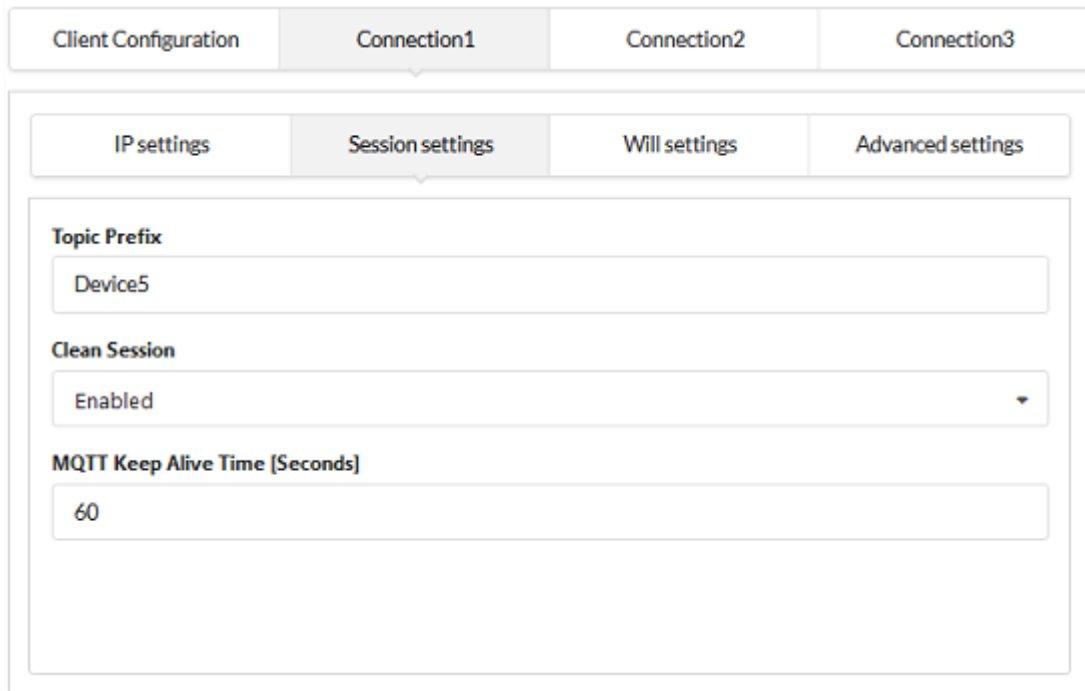 Client Configuration Connection1 Connection2 Connection3
IP settings Session settings Will settings Advanced settings
Topic Prefix
Device5
Clean Session
Enabled
MQTT Keep Alive Time [Seconds]
60